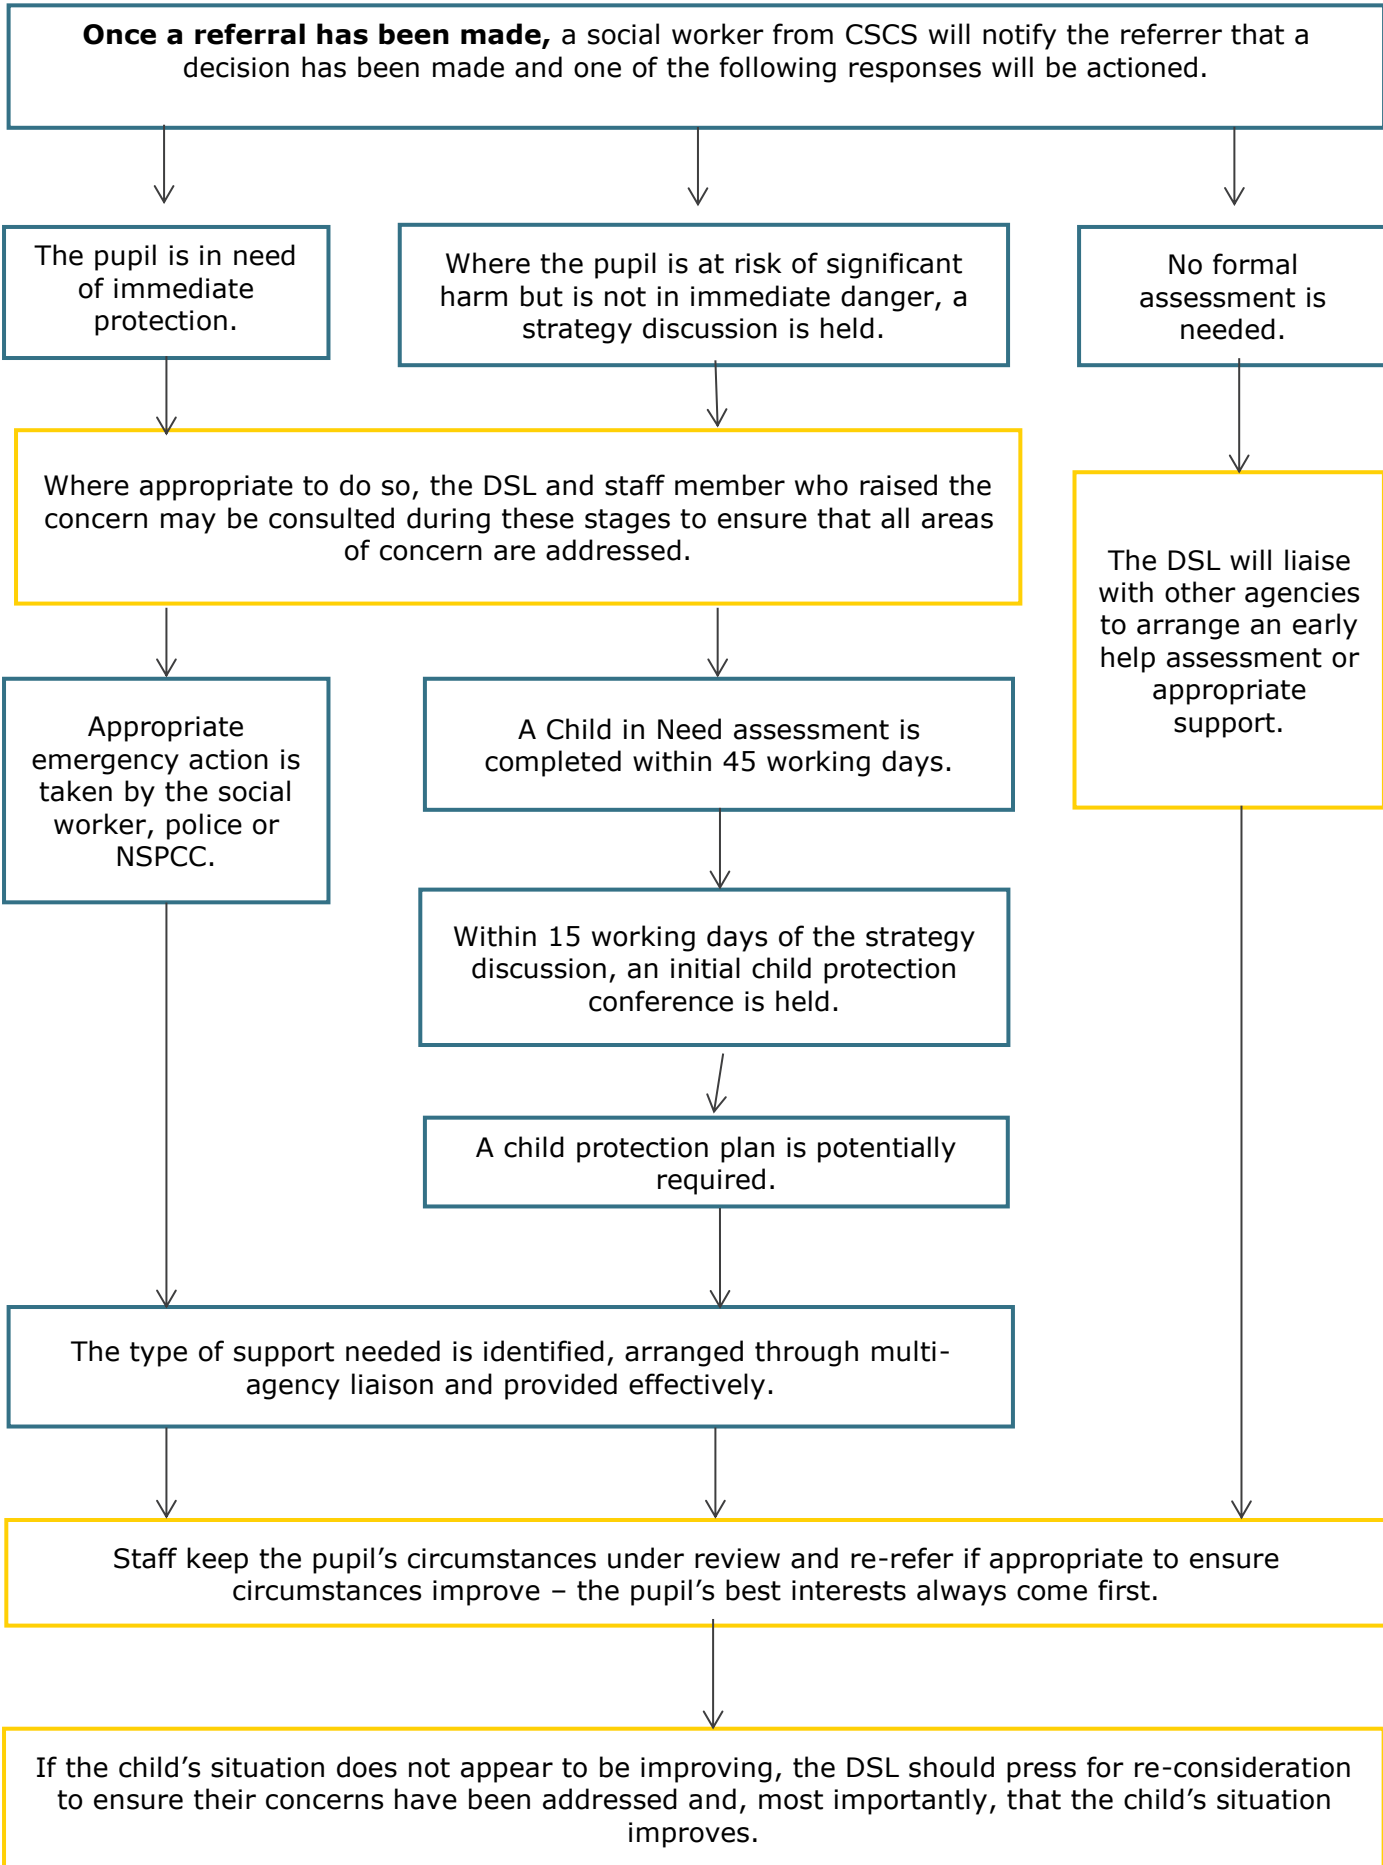 Once a referral has been made, a social worker from CSCS will notify the referrer that a
decision has been made and one of the following responses will be actioned.
The pupil is in need
of immediate
protection.
Where the pupil is at risk of significant
harm but is not in immediate danger, a
strategy discussion is held.
No formal
assessment is
needed.
Where appropriate to do so, the DSL and staff member who raised the
concern may be consulted during these stages to ensure that all areas
of concern are addressed.
The DSL will liaise
with other agencies
to arrange an early
help assessment or
appropriate
support.
Appropriate
emergency action is
taken by the social
worker, police or
NSPCC.
A Child in Need assessment is
completed within 45 working days.
Within 15 working days of the strategy
discussion, an initial child protection
conference is held.
A child protection plan is potentially
required.
The type of support needed is identified, arranged through multi-
agency liaison and provided effectively.
Staff keep the pupil’s circumstances under review and re-refer if appropriate to ensure
circumstances improve – the pupil’s best interests always come first.
If the child’s situation does not appear to be improving, the DSL should press for re-consideration
to ensure their concerns have been addressed and, most importantly, that the child’s situation
improves.